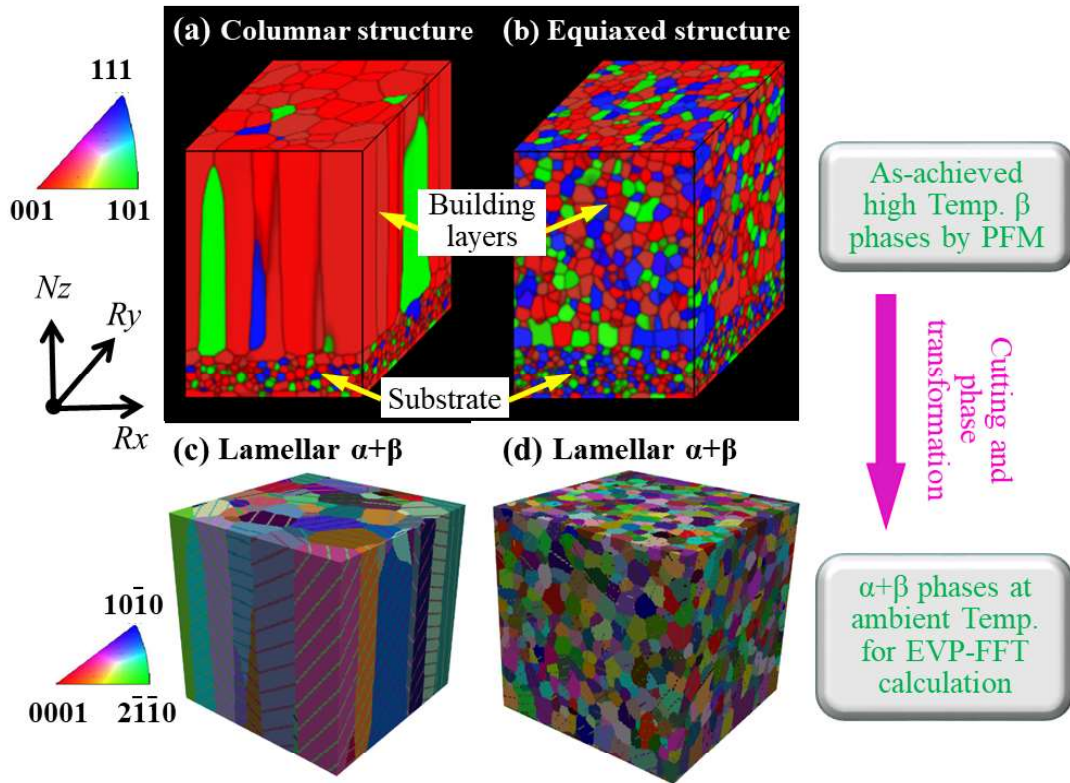 (a) Columnar structure
(b) Equiaxed structure
111
001
101
Building
layers
Substrate
As-achieved
high Temp. β
phases by PFM
Nz
Ry
Rx
Cutting and
phase
transformation
(c) Lamellar α+β
(d) Lamellar α+β
101̄0
0001
21̄1̄0
α+β phases at
ambient Temp.
for EVP-FFT
calculation